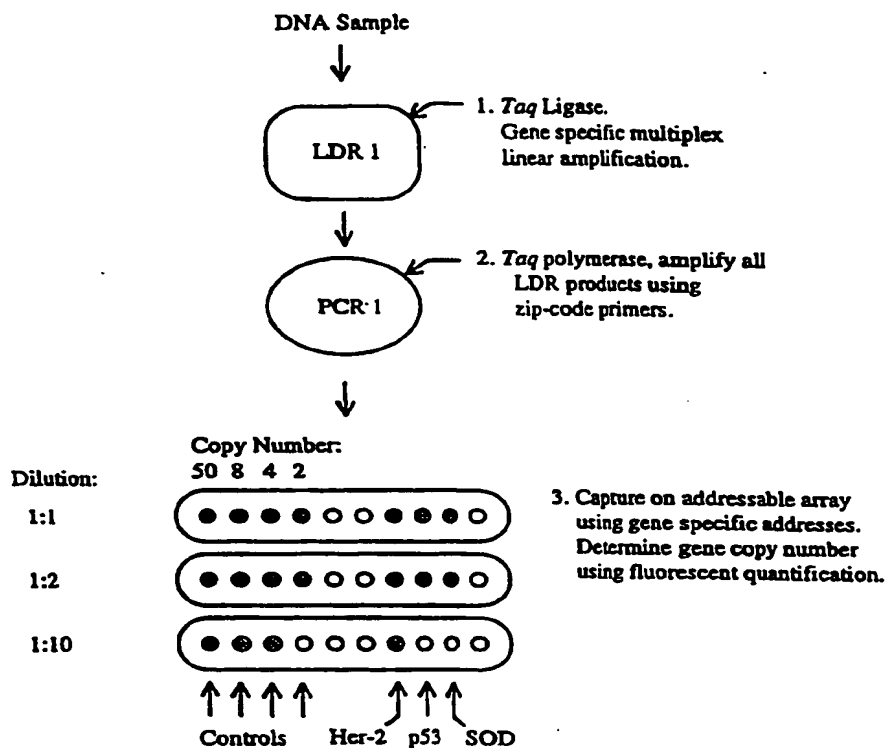 DNA Sample
LDR 1
1. Taq Ligase.
Gene specific multiplex
linear amplification.
PCR 1
2. Taq polymerase, amplify all
LDR products using
zip-code primers.
Copy Number:
50 8 4 2
Dilution:
1:1
1:2
1:10
3. Capture on addressable array
using gene specific addresses.
Determine gene copy number
using fluorescent quantification.
Controls Her-2 p53 SOD